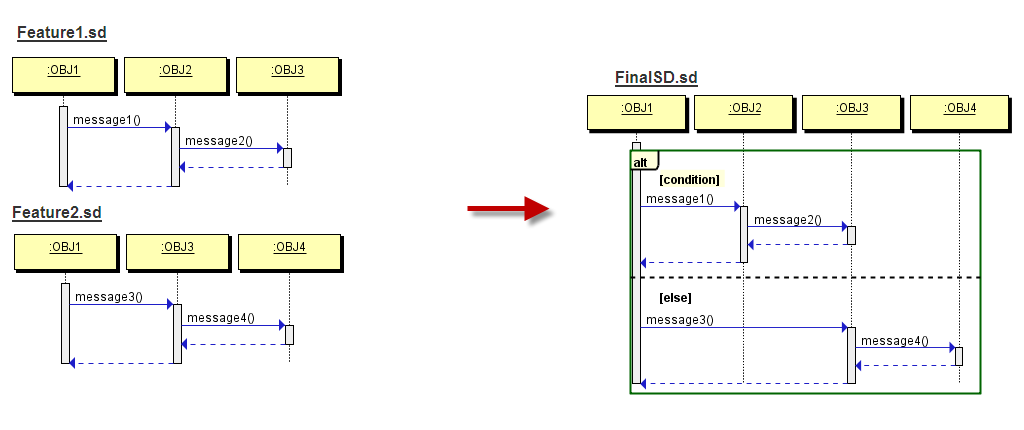 Feature1.sd
:OBJ1 :OBJ2 :OBJ3
message1()
message2()
Feature2.sd
:OBJ1 :OBJ3 :OBJ4
message3()
message4()
FinalSD.sd
:OBJ1 :OBJ2 :OBJ3 :OBJ4
alt
[condition]
message1()
message2()
[else]
message3()
message4()